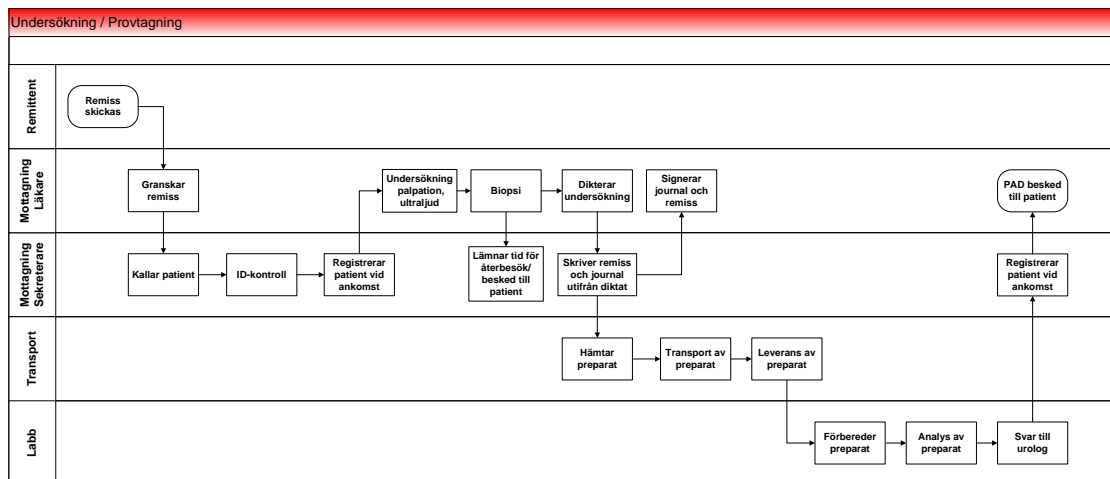 Undersökning / Provtagning
Remittent
Remiss
skickas
Mottagning
Läkare
Granskar
remiss
Undersökning
palpation,
ultraljud
Biopsi
Dikterar
undersökning
Signerar
journal och
remiss
PAD besked
till patient
Mottagning
Sekreterare
Kallar patient
ID-kontroll
Registrerar
patient vid
ankomst
Lämnar tid för
återbesök/
besked till
patient
Skriver remiss
och journal
utifrån diktat
Registrerar
patient vid
ankomst
Transport
Hämtar
preparat
Transport av
preparat
Leverans av
preparat
Labb
Förbereder
preparat
Analys av
preparat
Svar till
urolog